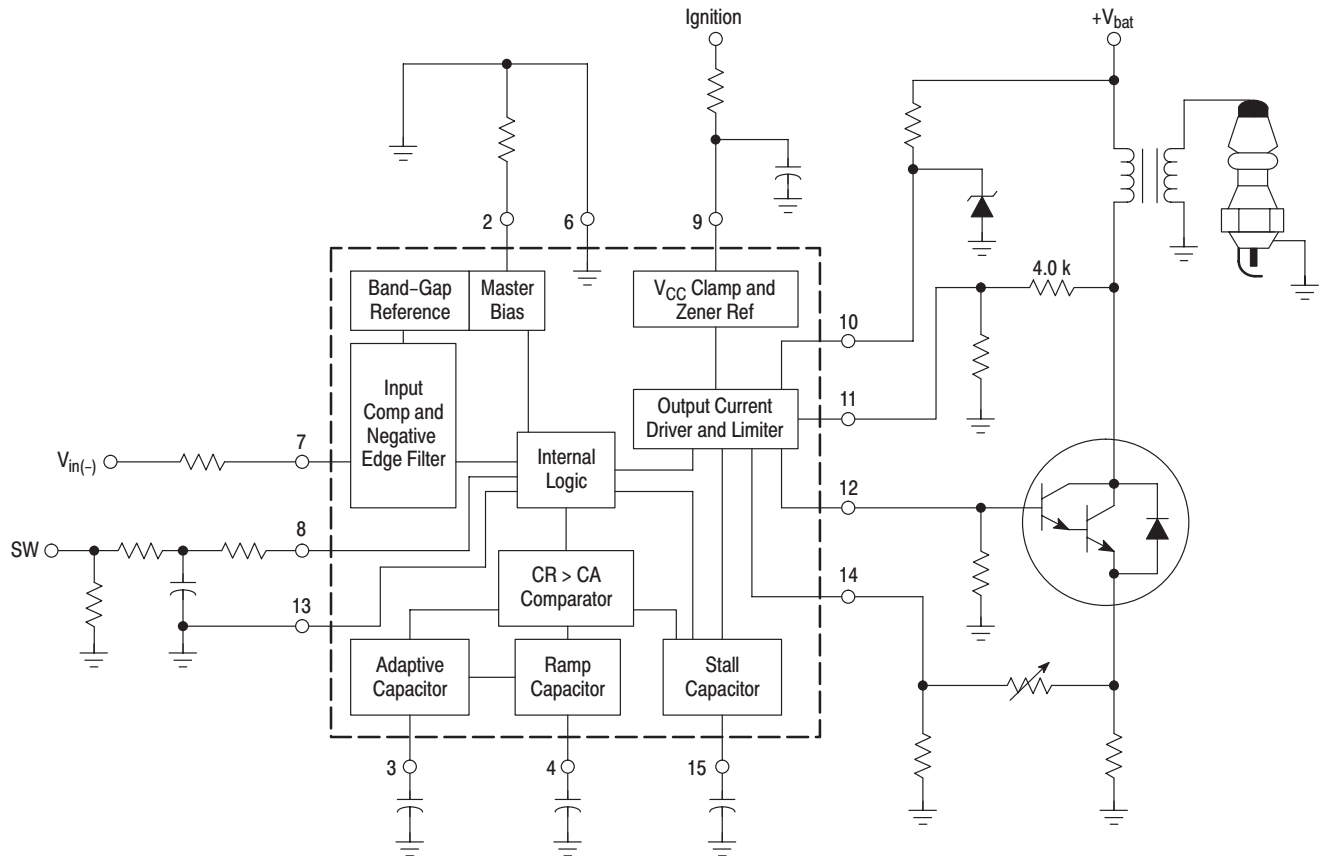 Ignition
+Vbat
2
6
9
4.0 k
Band–Gap
Reference
Master
Bias
VCC Clamp and
Zener Ref
10
Input
Comp and
Negative
Edge Filter
Output Current
Driver and Limiter
11
7
Vin(–)
Internal
Logic
12
8
SW
CR > CA
Comparator
14
13
Adaptive
Capacitor
Ramp
Capacitor
Stall
Capacitor
3
4
15